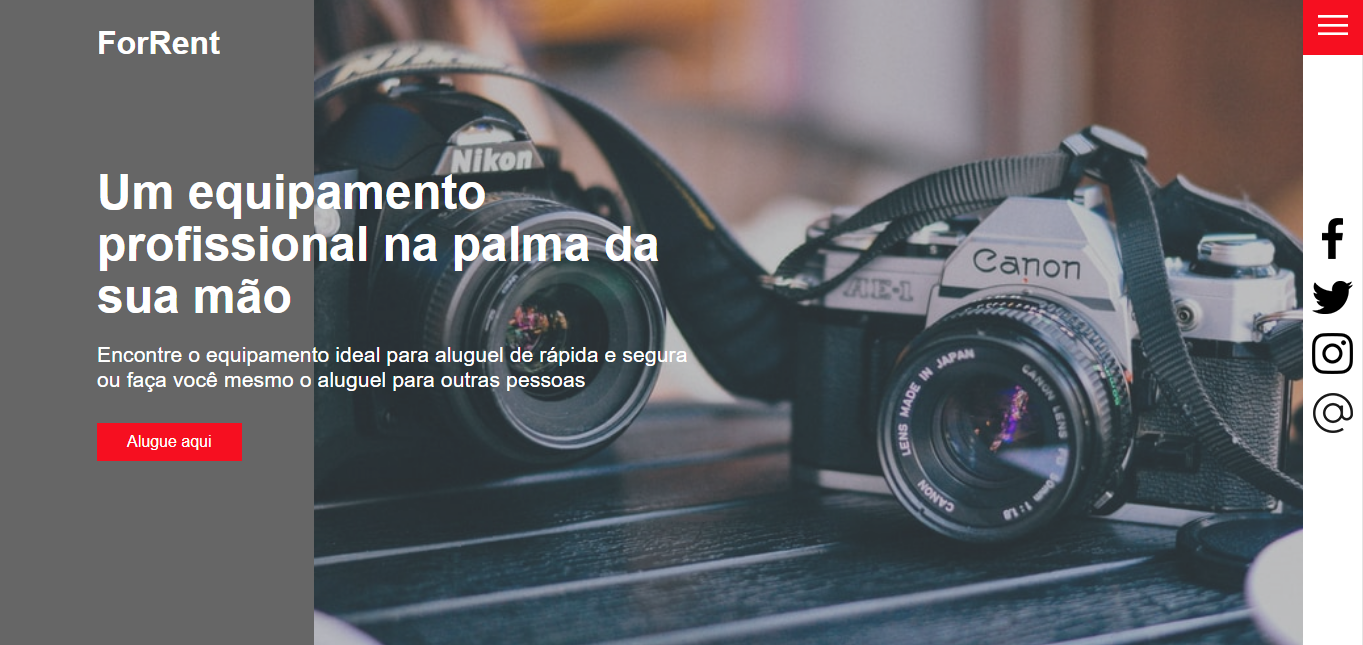 ForRent
Nikon
Nikon
Um equipamento
profissional na palma da
sua mão
Canon
AE-1
Encontre o equipamento ideal para aluguel de rápida e segura
ou faça você mesmo o aluguel para outras pessoas
Alugue aqui
LENS MADE IN JAPAN
CANON LENS FD 50mm 1:1.8
CANON